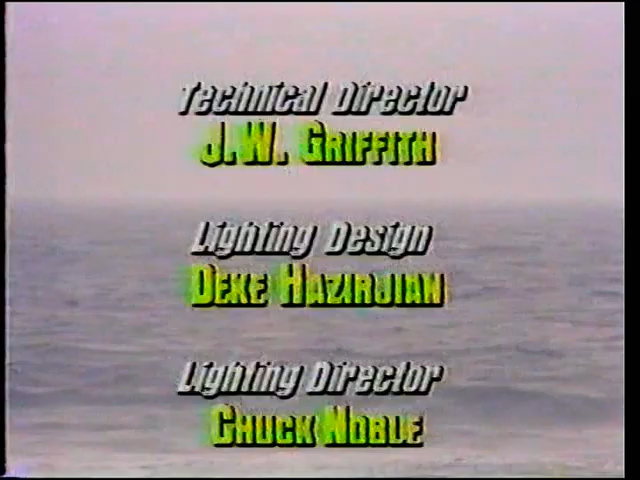 Technical Director
J.W. Griffith
Lighting Design
Deke Hazirjian
Lighting Director
Chuck Noble